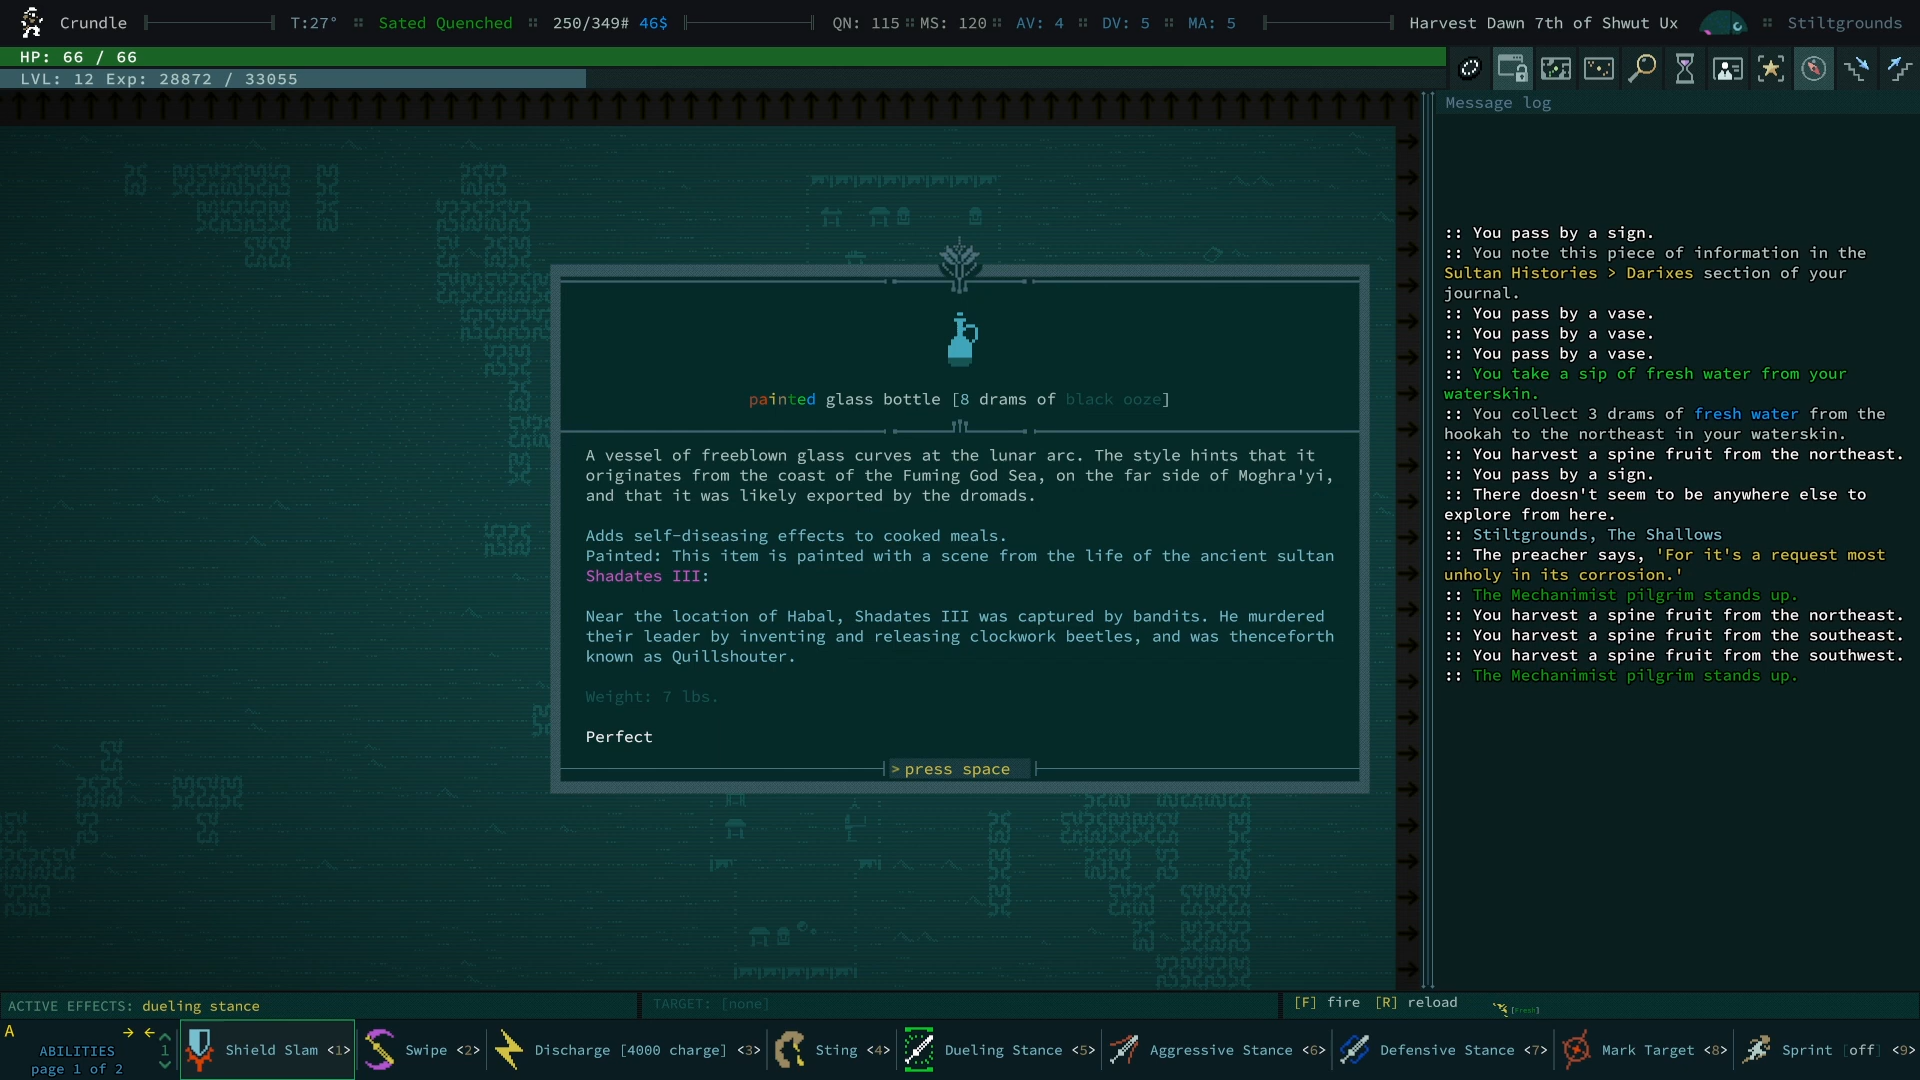 Crundle T:27° Sated Quenched 250/349# 46$ QN: 115 MS: 120 AV: 4 DV: 5 MA: 5 Harvest Dawn 7th of Shwut Ux Stiltgrounds
HP: 66 / 66
LVL: 12 Exp: 28872 / 33055
painted glass bottle [8 drams of black ooze]
A vessel of freeblown glass curves at the lunar arc. The style hints that it
originates from the coast of the Fuming God Sea, on the far side of Moghra'yi,
and that it was likely exported by the dromads.
Adds self-diseasing effects to cooked meals.
Painted: This item is painted with a scene from the life of the ancient sultan
Shadates III:
Near the location of Habal, Shadates III was captured by bandits. He murdered
their leader by inventing and releasing clockwork beetles, and was thenceforth
known as Quillshouter.
Weight: 7 lbs.
Perfect
>press space
Message log
:: You pass by a sign.
:: You note this piece of information in the
Sultan Histories > Darixes section of your
journal.
:: You pass by a vase.
:: You pass by a vase.
:: You pass by a vase.
:: You take a sip of fresh water from your
waterskin.
:: You collect 3 drams of fresh water from the
hookah to the northeast in your waterskin.
:: You harvest a spine fruit from the northeast.
:: You pass by a sign.
:: There doesn't seem to be anywhere else to
explore from here.
:: Stiltgrounds, The Shallows
:: The preacher says, 'For it's a request most
unholy in its corrosion.'
:: The Mechanimist pilgrim stands up.
:: You harvest a spine fruit from the northeast.
:: You harvest a spine fruit from the southeast.
:: You harvest a spine fruit from the southwest.
:: The Mechanimist pilgrim stands up.
ACTIVE EFFECTS: dueling stance TARGET: [none] [F] fire [R] reload [Fresh]
A
ABILITIES
page 1 of 2
1
Shield Slam <1> Swipe <2> Discharge [4000 charge] <3> Sting <4> Dueling Stance <5> Aggressive Stance <6> Defensive Stance <7> Mark Target <8> Sprint [off] <9>